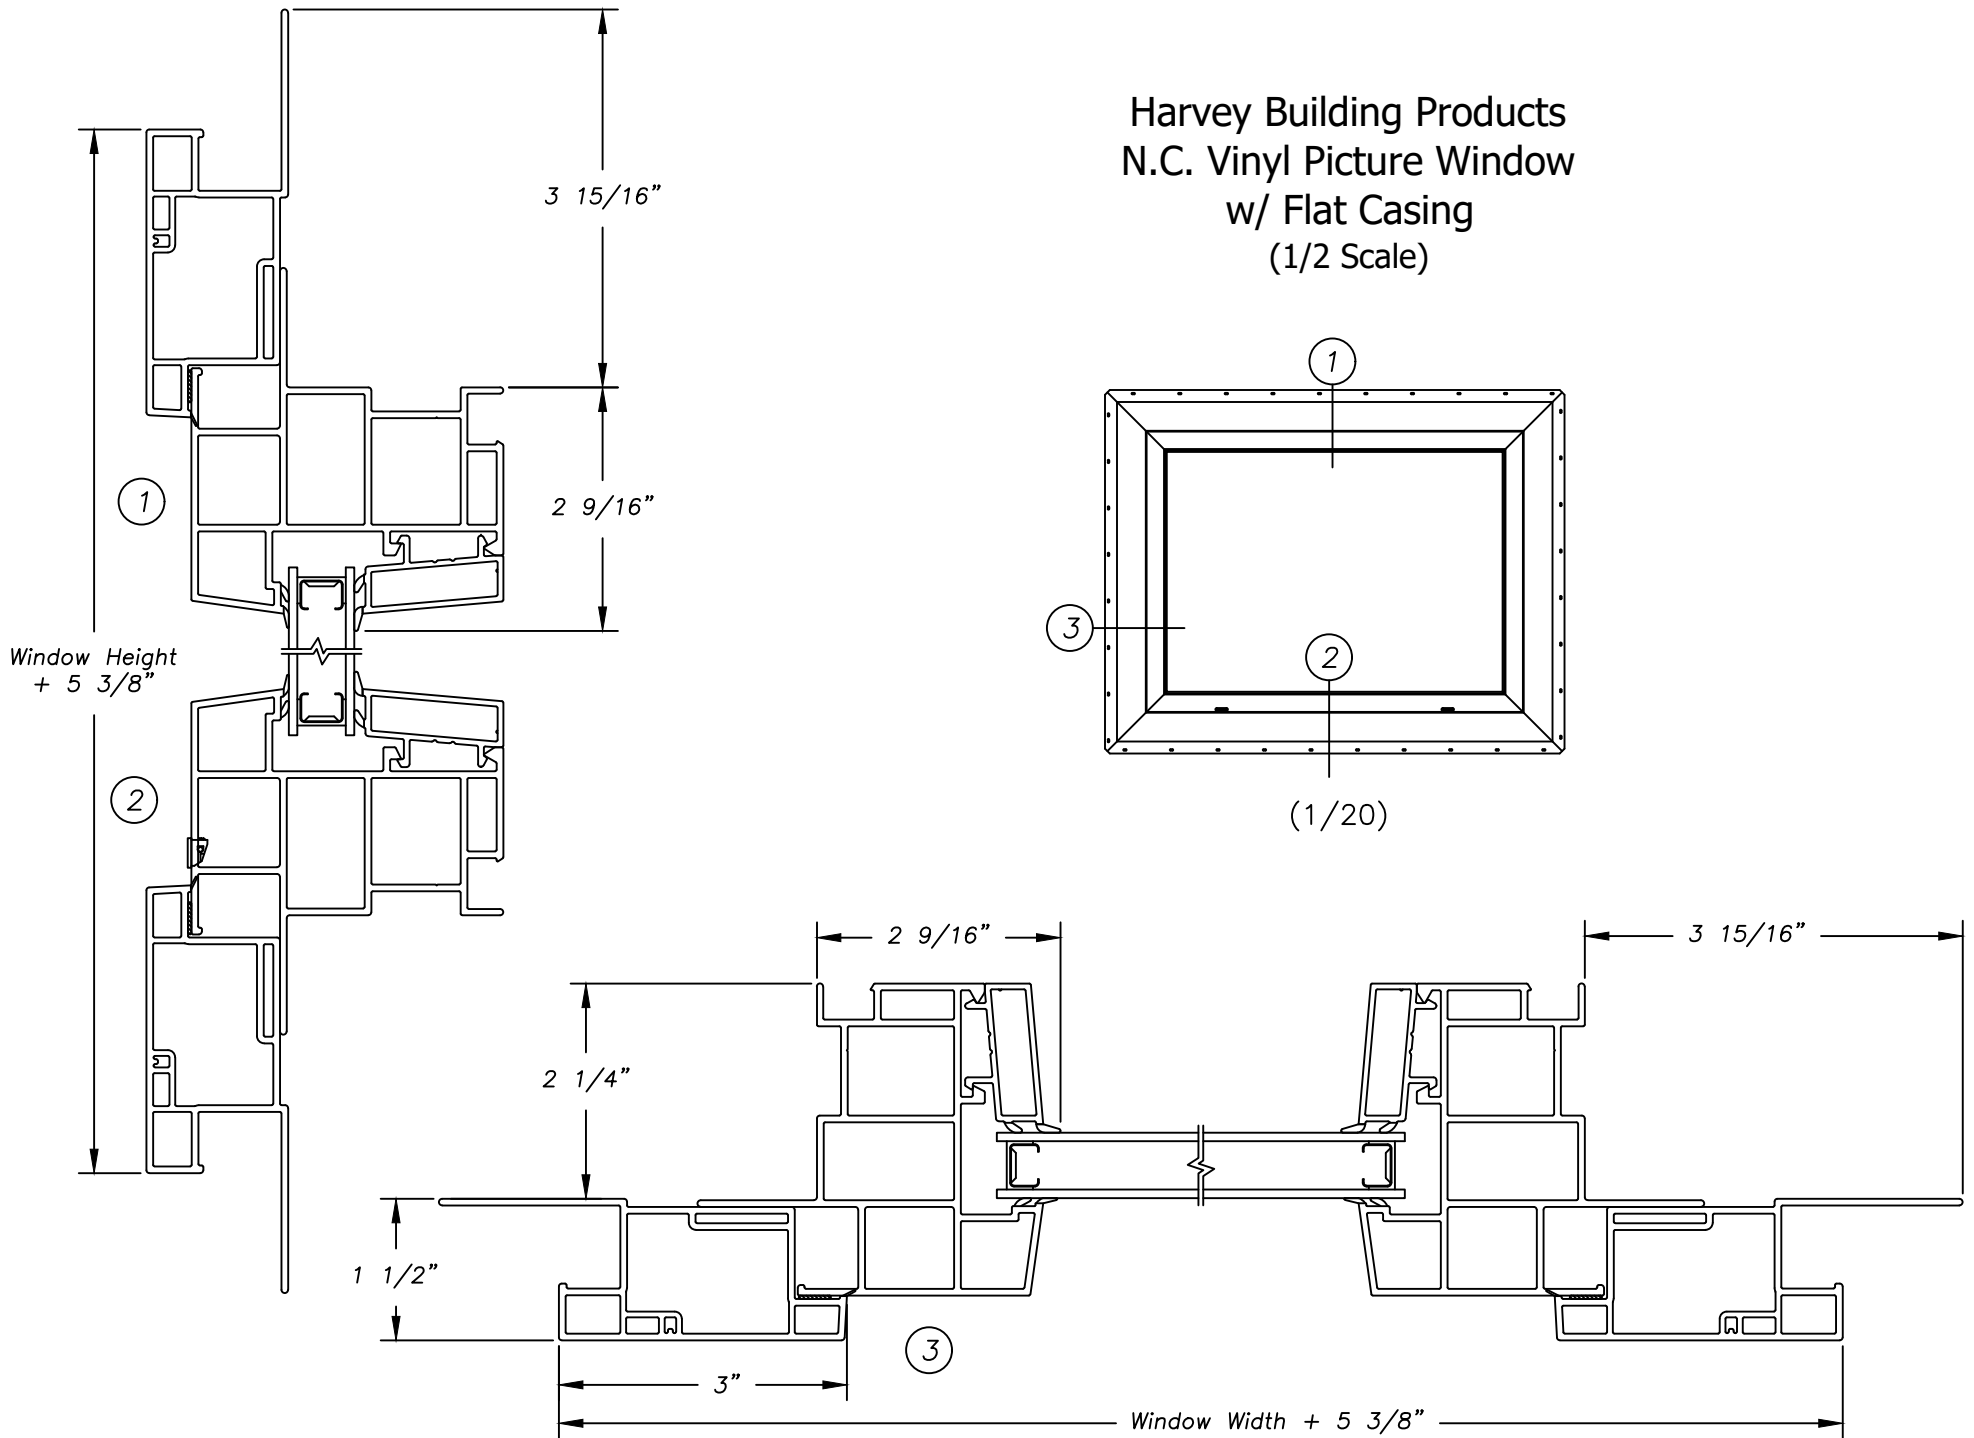 Harvey Building Products
N.C. Vinyl Picture Window
w/ Flat Casing
(1/2 Scale)
3 15/16”
2 9/16”
1
Window Height
+ 5 3/8”
2
1
3
2
(1/20)
2 9/16”
3 15/16”
2 1/4”
1 1/2”
3
3”
Window Width + 5 3/8”